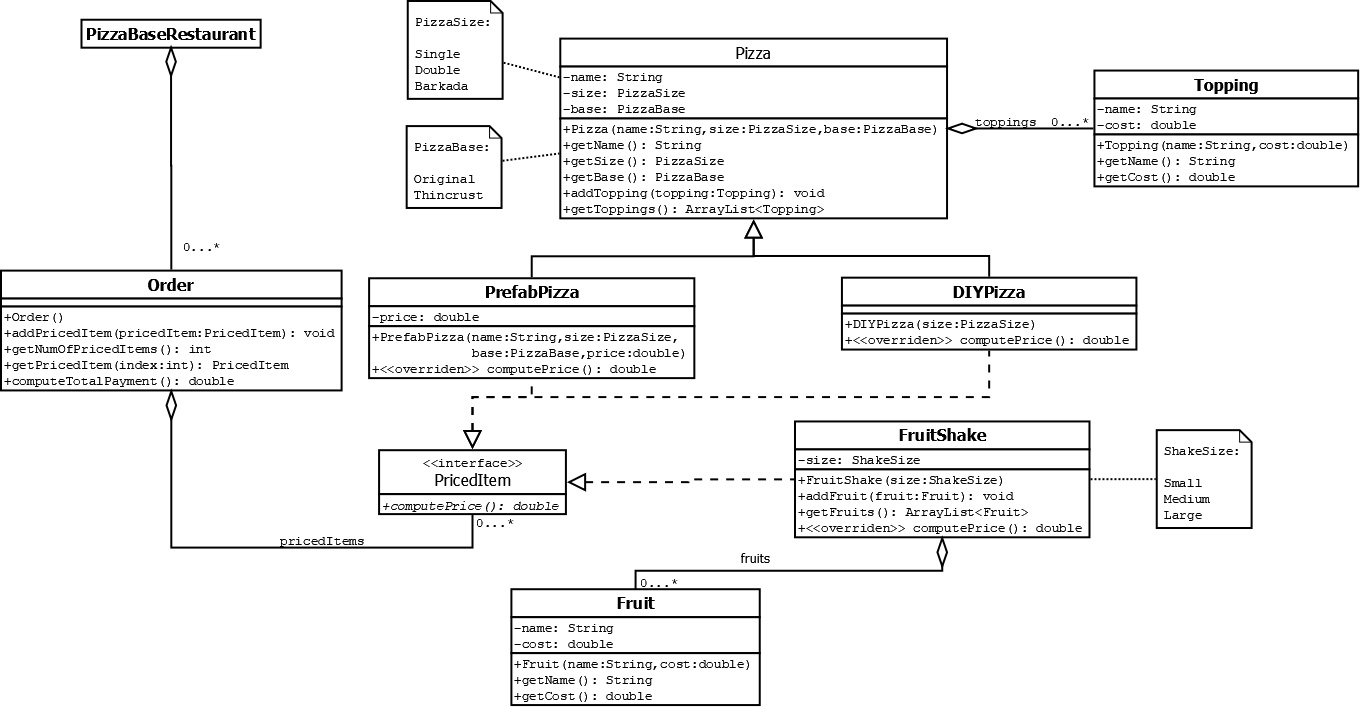 PizzaBaseRestaurant
0...*
PizzaSize:
Single
Double
Barkada
PizzaBase:
Original
Thincrust
Pizza
-name: String
-size: PizzaSize
-base: PizzaBase
+Pizza(name:String,size:PizzaSize,base:PizzaBase)
+getName(): String
+getSize(): PizzaSize
+getBase(): PizzaBase
+addTopping(topping:Topping): void
+getToppings(): ArrayList<Topping>
toppings 0...*
Topping
-name: String
-cost: double
+Topping(name:String,cost:double)
+getName(): String
+getCost(): double
Order
+Order()
+addPricedItem(pricedItem:PricedItem): void
+getNumOfPricedItems(): int
+getPricedItem(index:int): PricedItem
+computeTotalPayment(): double
PrefabPizza
-price: double
+PrefabPizza(name:String,size:PizzaSize,
base:PizzaBase,price:double)
+<<overriden>> computePrice(): double
DIYPizza
+DIYPizza(size:PizzaSize)
+<<overriden>> computePrice(): double
<<interface>>
PricedItem
+computePrice(): double
0...*
pricedItems
FruitShake
-size: ShakeSize
+FruitShake(size:ShakeSize)
+addFruit(fruit:Fruit): void
+getFruits(): ArrayList<Fruit>
+<<overriden>> computePrice(): double
ShakeSize:
Small
Medium
Large
fruits
0...*
Fruit
-name: String
-cost: double
+Fruit(name:String,cost:double)
+getName(): String
+getCost(): double